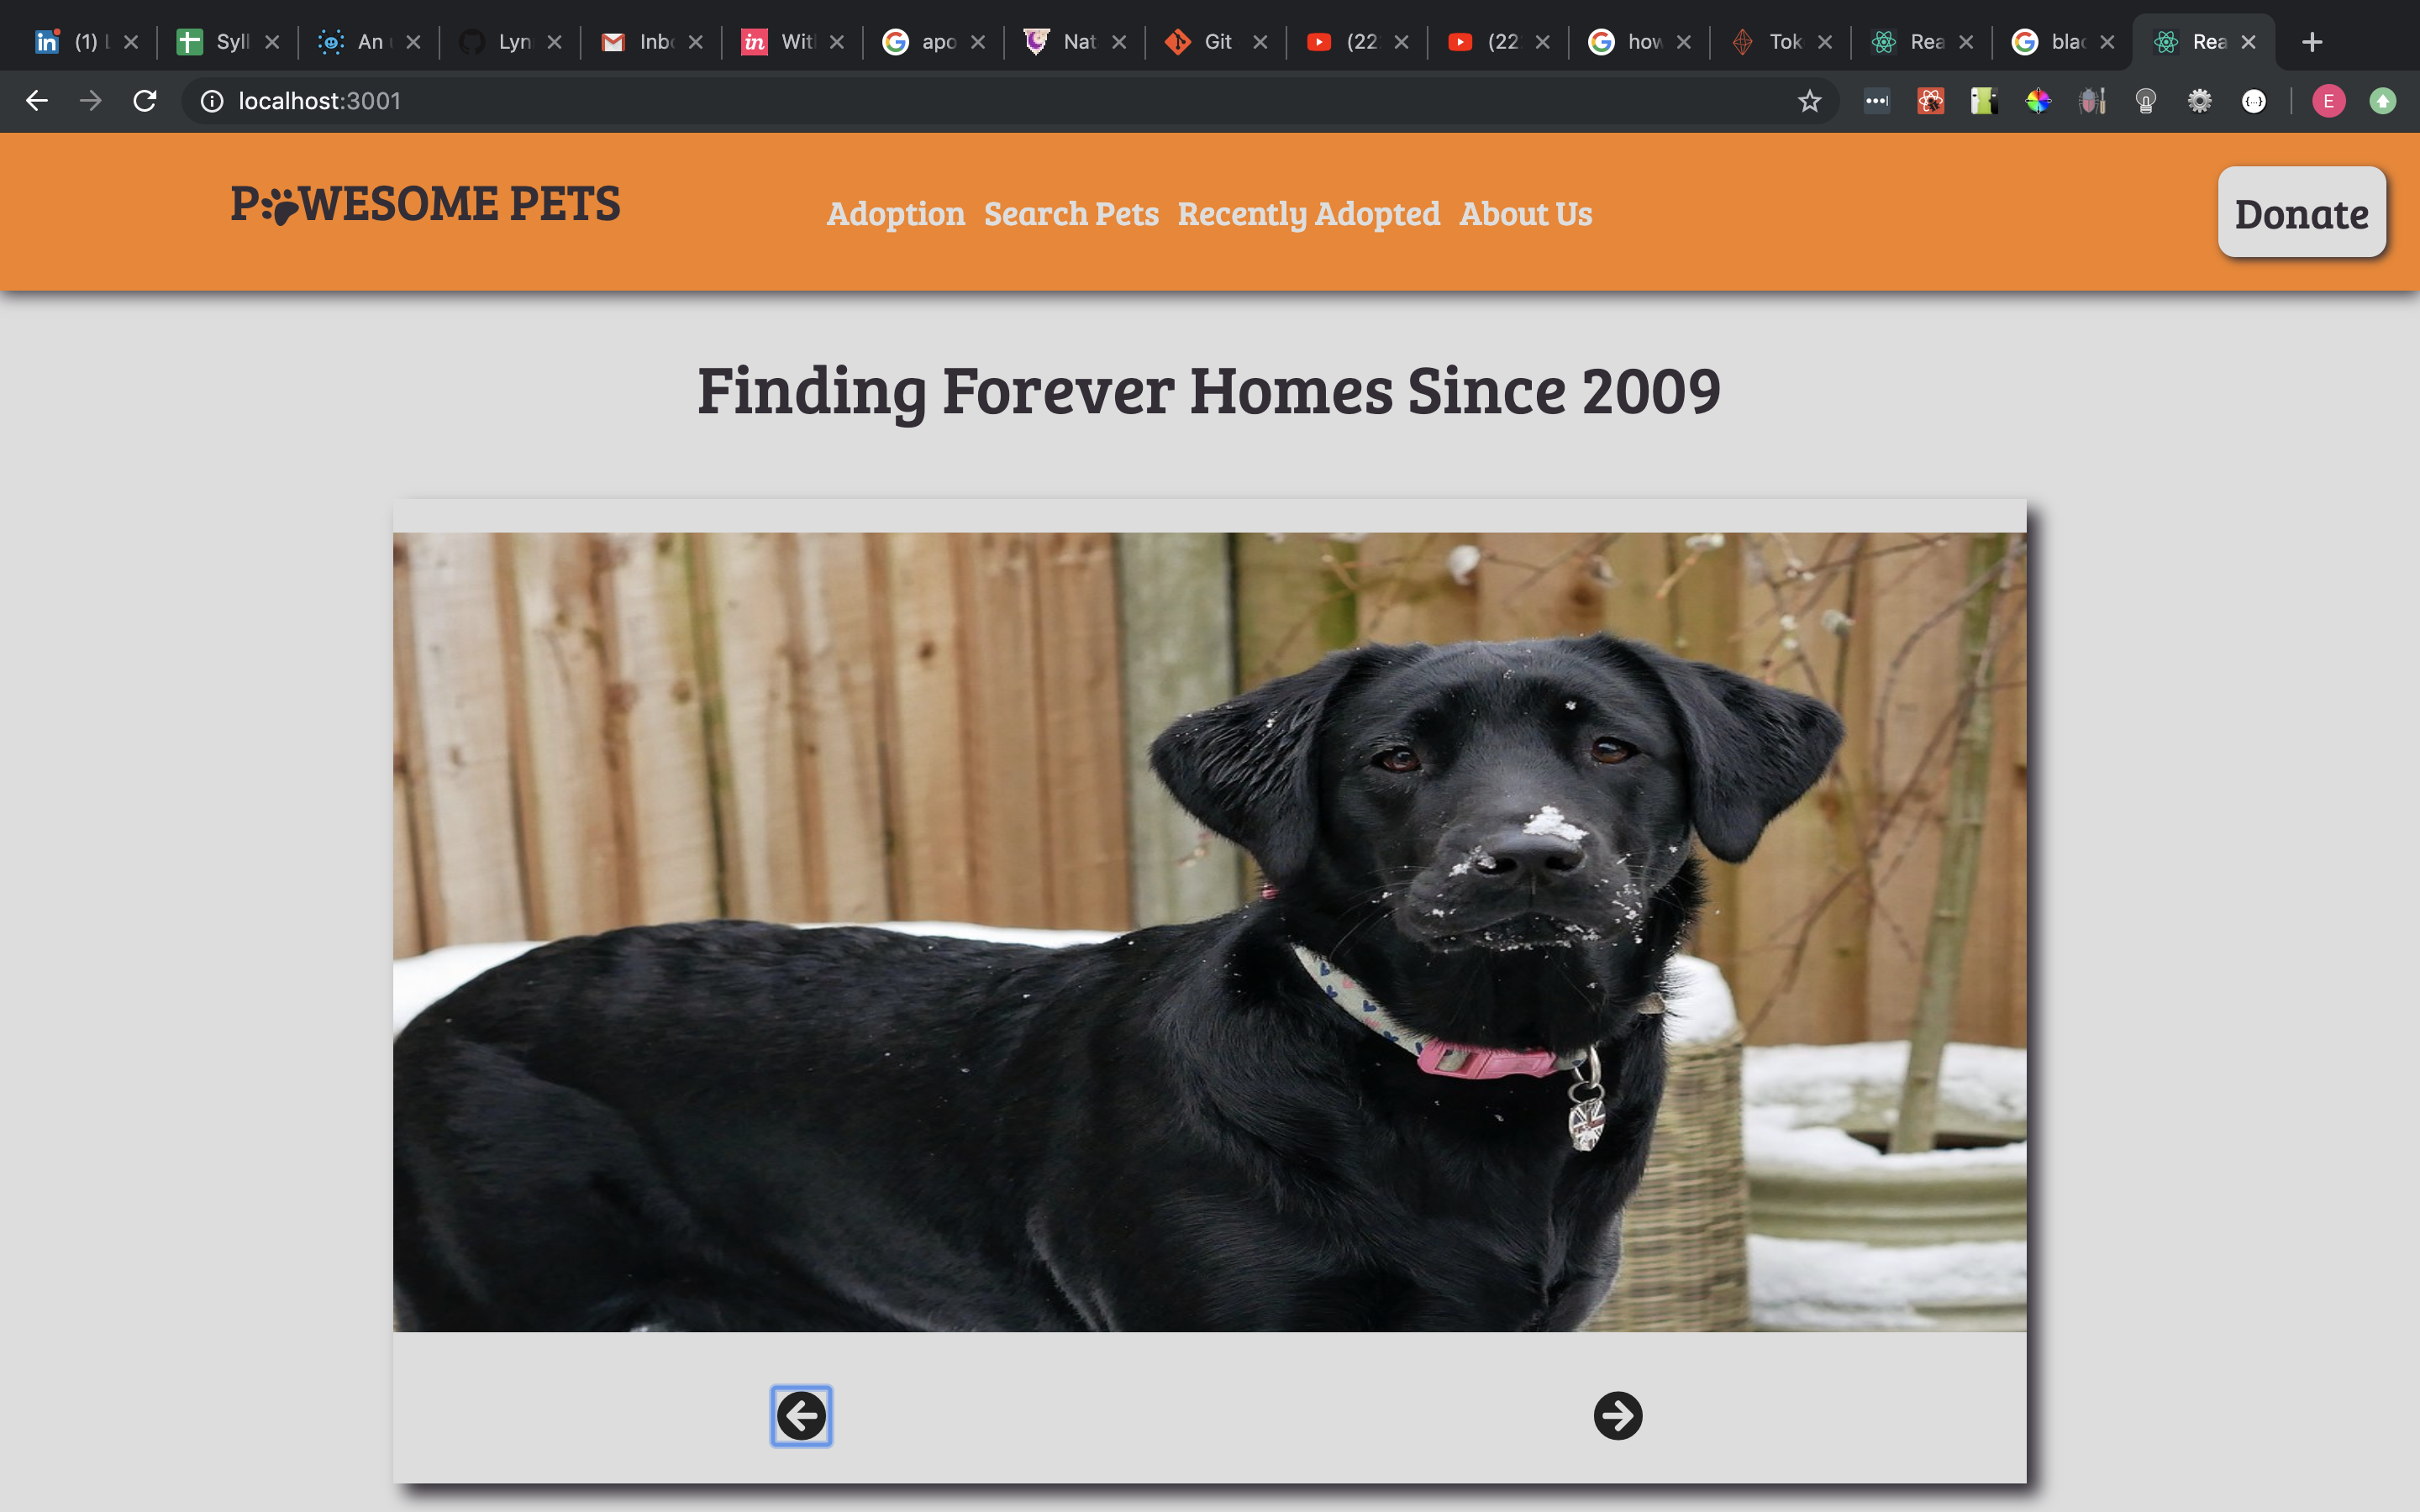 (1) Syll An Lyn Inb Wit apo Nat Git (22 (22 how Tok Rea blac Rea
localhost:3001 E
P WESOME PETS Adoption Search Pets Recently Adopted About Us Donate
Finding Forever Homes Since 2009